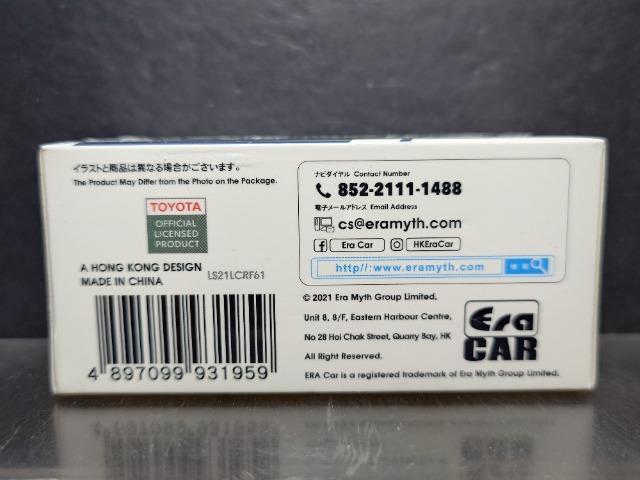 イラストと商品は異なる場合がございます。
The Product May Differ from the Photo on the Package.
TOYOTA
OFFICIAL
LICENSED
PRODUCT
A HONG KONG DESIGN
MADE IN CHINA
LS21LCRF61
4 897099 931959
ナビダイヤル Contact Number
852-2111-1488
電子メールアドレス Email Address
cs@eramyth.com
Era Car
HKEraCar
http//:www.eramyth.com
検索
© 2021 Era Myth Group Limited.
Unit 8, 8/F, Eastern Harbour Centre,
No 28 Hoi Chak Street, Quarry Bay, HK
All Right Reserved.
ERA Car is a registered trademark of Era Myth Group Limited.
Era
CAR